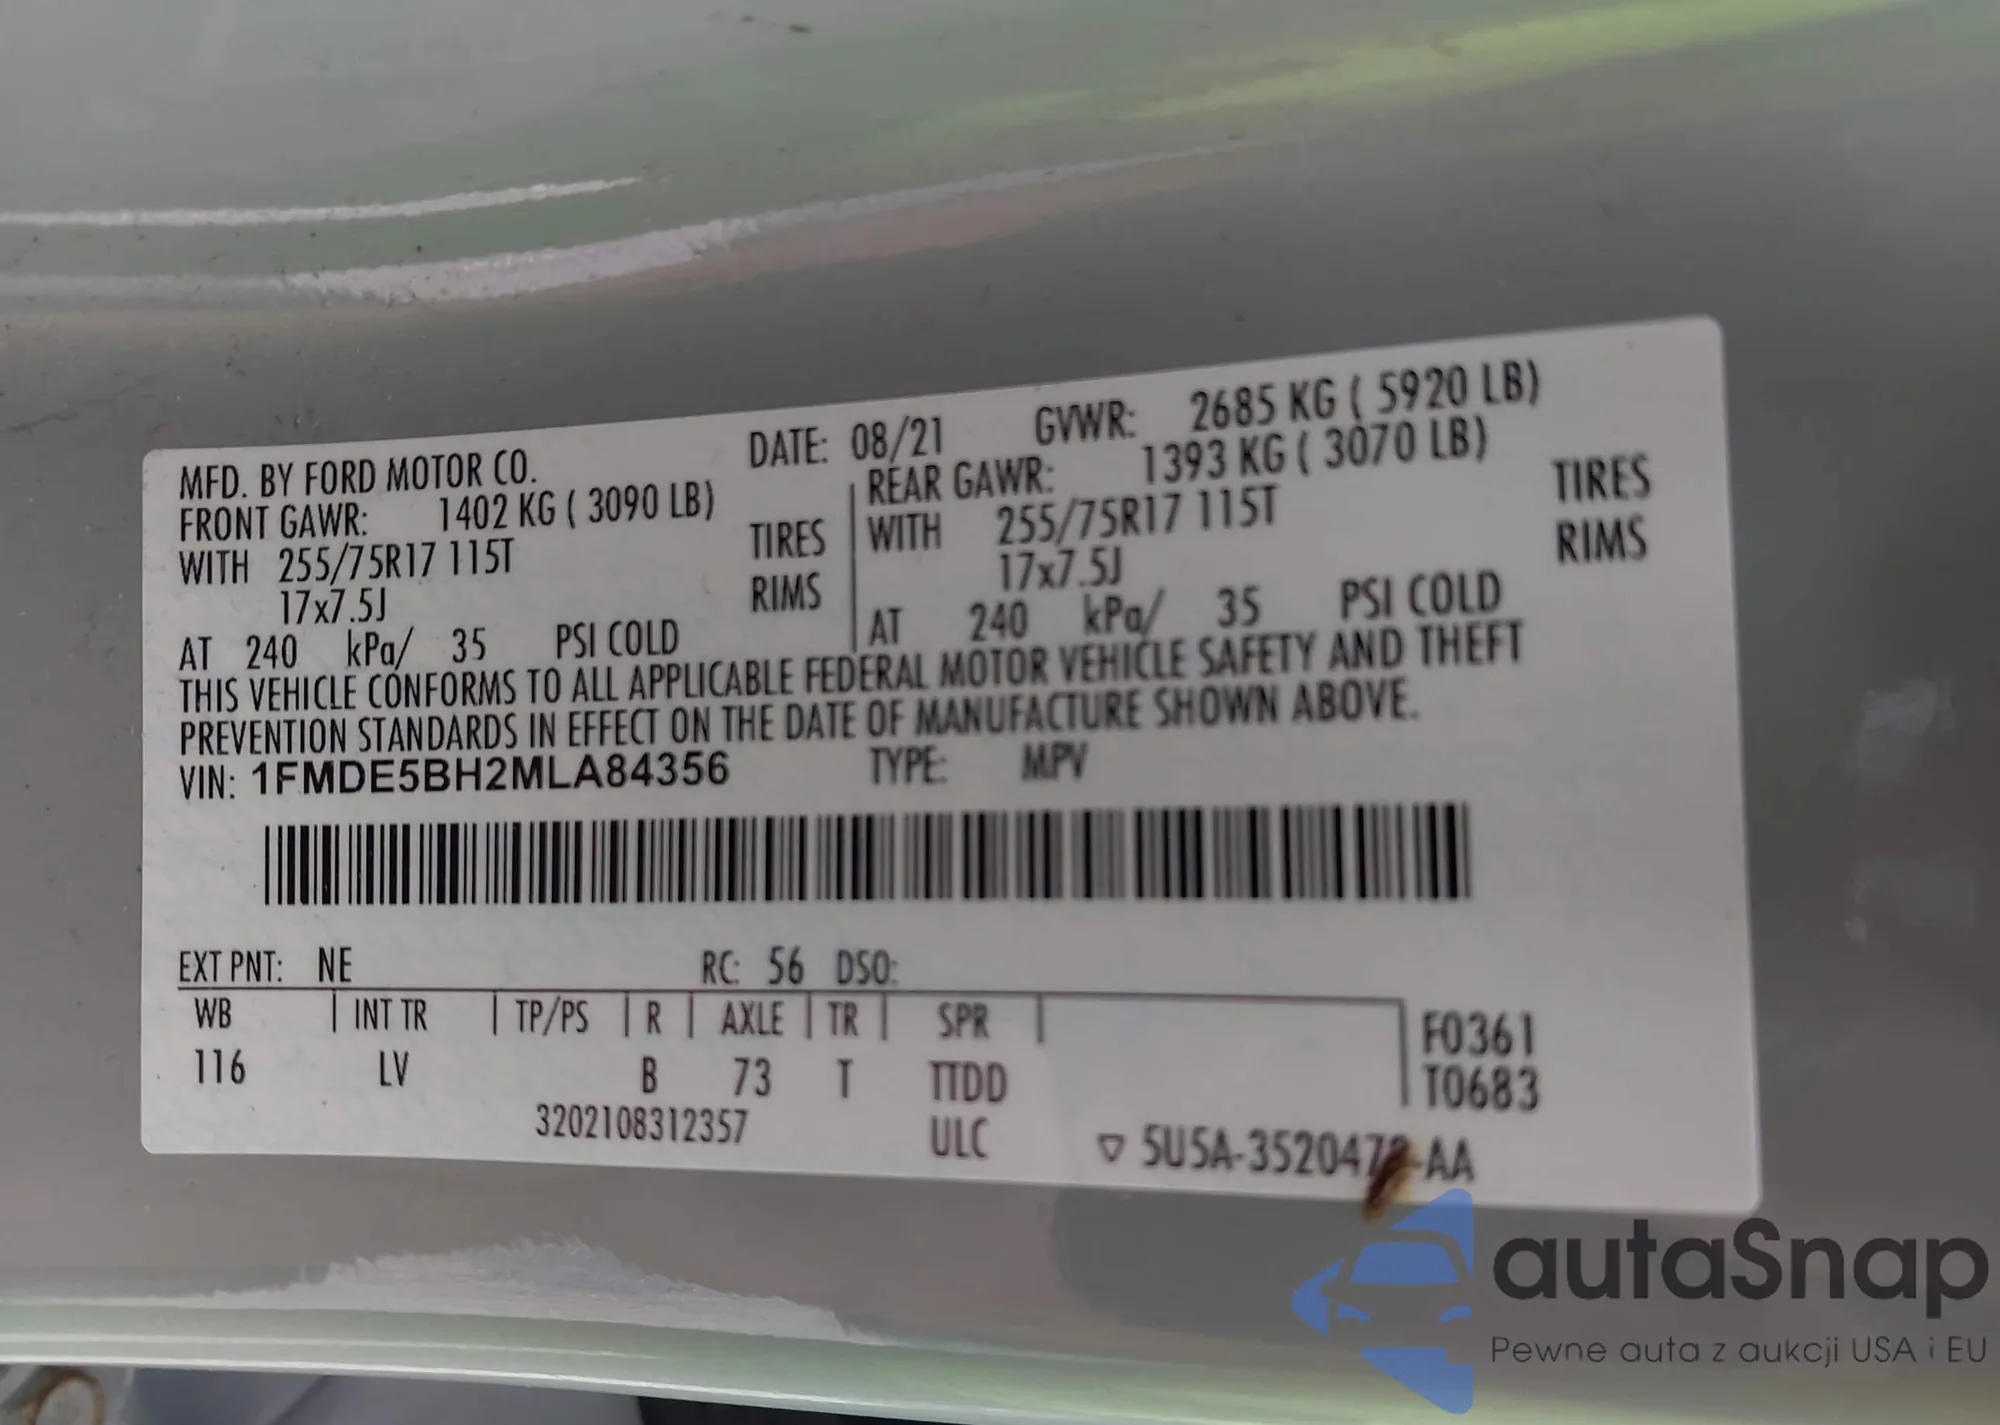 MFD. BY FORD MOTOR CO. DATE: 08/21 GVWR: 2685 KG ( 5920 LB)
FRONT GAWR: 1402 KG ( 3090 LB) REAR GAWR: 1393 KG ( 3070 LB)
WITH 255/75R17 115T TIRES WITH 255/75R17 115T TIRES
17x7.5J RIMS 17x7.5J RIMS
AT 240 kPa/ 35 PSI COLD AT 240 kPa/ 35 PSI COLD
THIS VEHICLE CONFORMS TO ALL APPLICABLE FEDERAL MOTOR VEHICLE SAFETY AND THEFT
PREVENTION STANDARDS IN EFFECT ON THE DATE OF MANUFACTURE SHOWN ABOVE.
VIN: 1FMDE5BH2MLA84356 TYPE: MPV
EXT PNT: NE RC: 56 DSO:
WB INT TR TP/PS R AXLE TR SPR F0361
116 LV B 73 T TTDD T0683
3202108312357 ULC ▽
autaSnap
Pewne auta z aukcji USA i EU